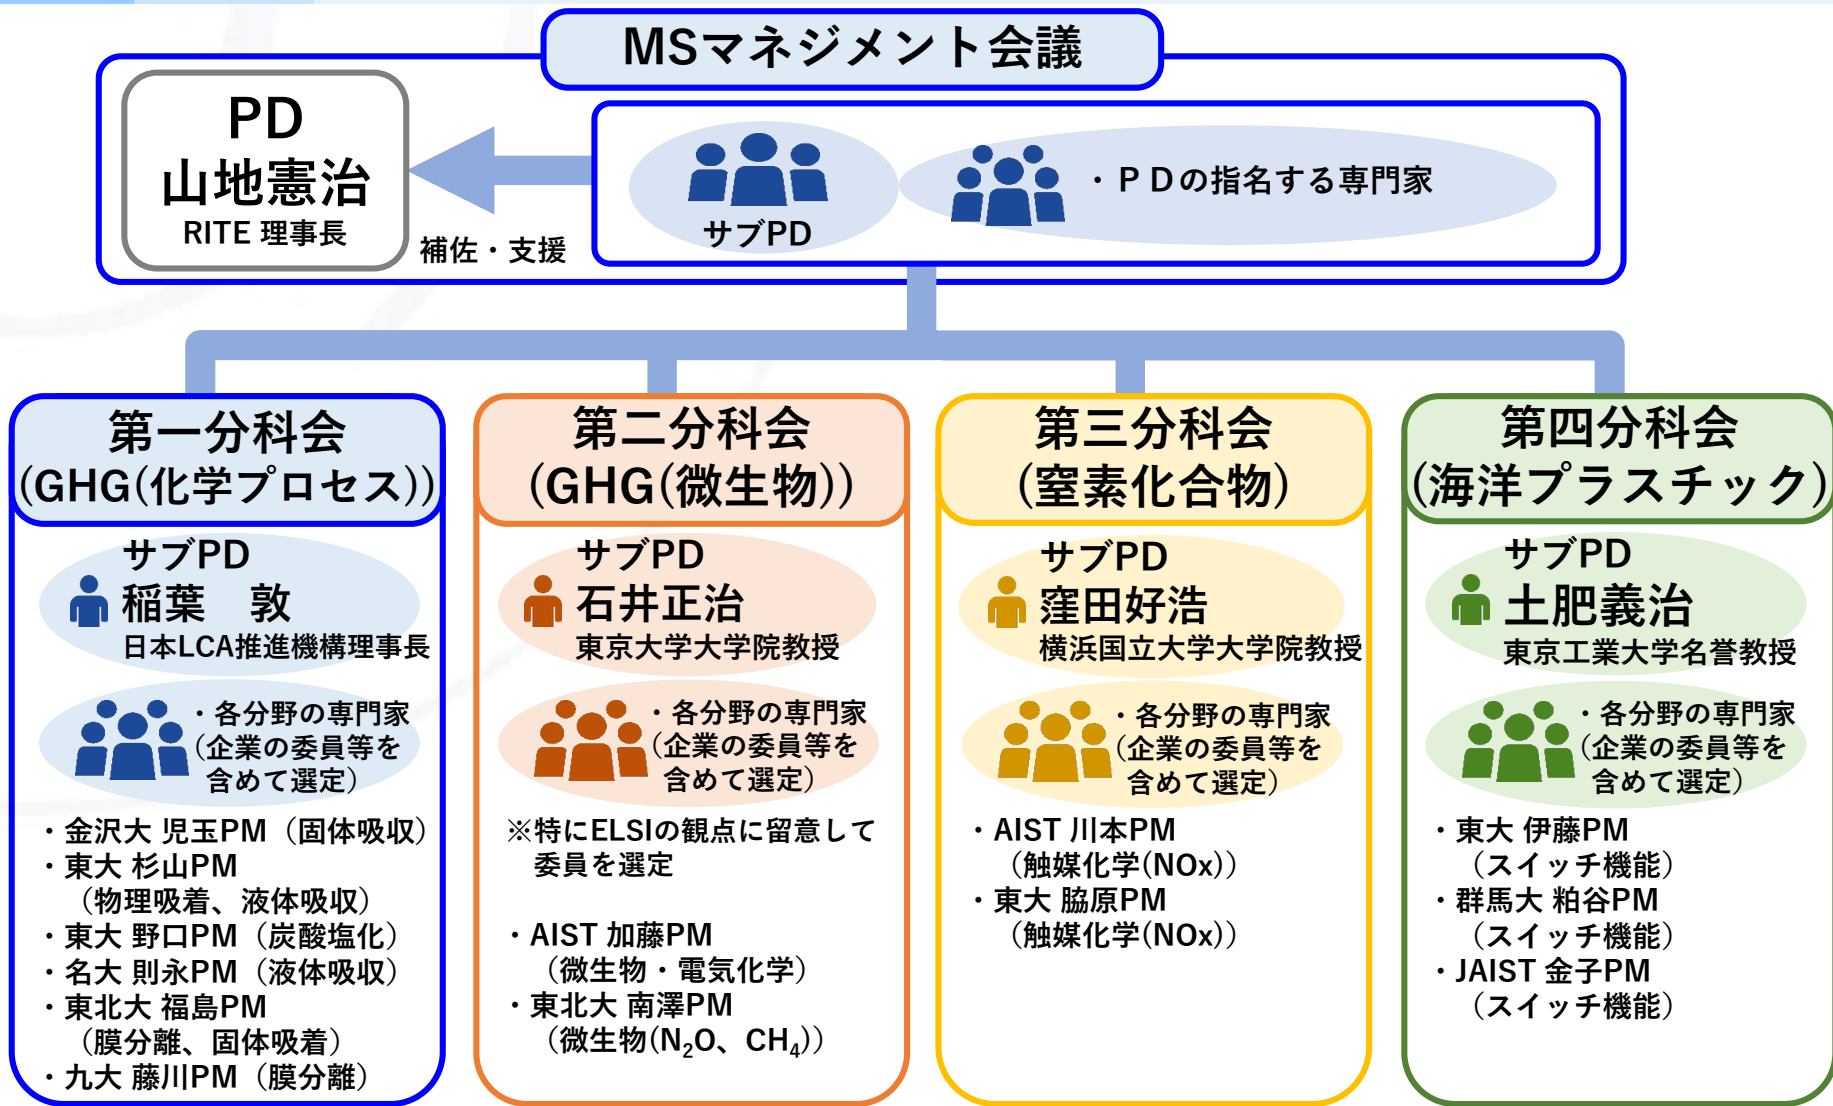 MSマネジメント会議
PD
山地憲治
RITE 理事長
補佐・支援
サブPD
・ＰＤの指名する専門家
第一分科会
(GHG(化学プロセス))
サブPD
稲葉　敦
日本LCA推進機構理事長
・各分野の専門家
(企業の委員等を
含めて選定)
・金沢大 児玉PM（固体吸収）
・東大 杉山PM
（物理吸着、液体吸収）
・東大 野口PM（炭酸塩化）
・名大 則永PM（液体吸収）
・東北大 福島PM
（膜分離、固体吸着）
・九大 藤川PM（膜分離）
第二分科会
(GHG(微生物))
サブPD
石井正治
東京大学大学院教授
・各分野の専門家
(企業の委員等を
含めて選定)
※特にELSIの観点に留意して
委員を選定
・AIST 加藤PM
（微生物・電気化学）
・東北大 南澤PM
（微生物(N₂O、CH₄)）
第三分科会
(窒素化合物)
サブPD
窪田好浩
横浜国立大学大学院教授
・各分野の専門家
(企業の委員等を
含めて選定)
・AIST 川本PM
（触媒化学(NOx)）
・東大 脇原PM
（触媒化学(NOx)）
第四分科会
(海洋プラスチック)
サブPD
土肥義治
東京工業大学名誉教授
・各分野の専門家
(企業の委員等を
含めて選定)
・東大 伊藤PM
（スイッチ機能）
・群馬大 粕谷PM
（スイッチ機能）
・JAIST 金子PM
（スイッチ機能）